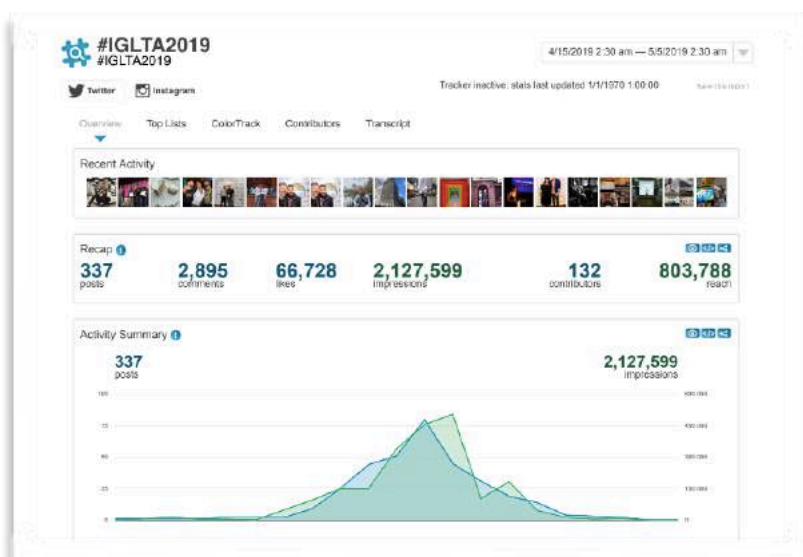 #IGLTA2019
#IGLTA2019
4/15/2019 2:30 am — 5/5/2019 2:30 am
Twitter Instagram
Tracker inactive: stats last updated 1/1/1970 1:00:00
Overview Top Lists ColorTrack Contributors Transcript
Recent Activity
Recap
337 2,895 66,728 2,127,599 132 803,788
posts comments likes impressions contributors reach
Activity Summary
337 2,127,599
posts impressions
100
75
50
25
0 0